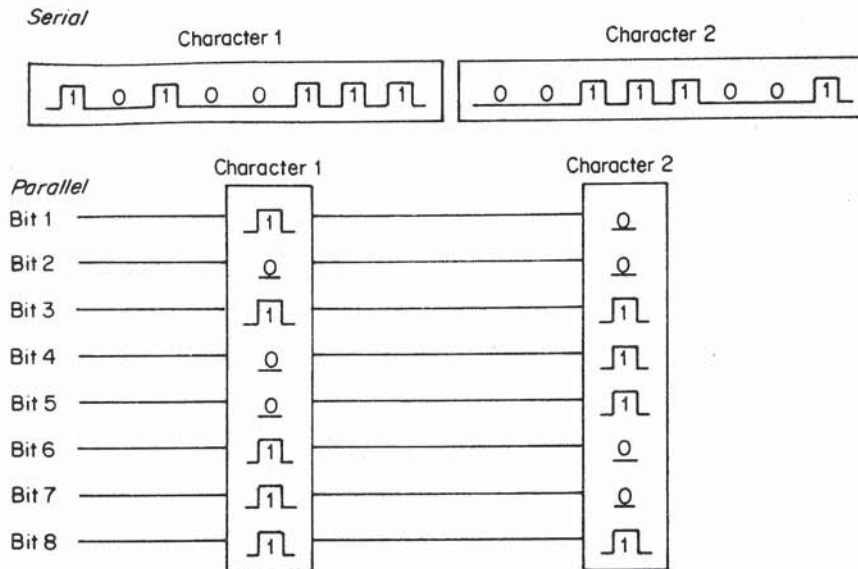 Serial
Character 1 Character 2
1 0 1 0 0 1 1 1 0 0 1 1 1 0 0 1
Character 1 Character 2
Parallel
Bit 1 1 0
Bit 2 0 0
Bit 3 1 1
Bit 4 0 1
Bit 5 0 1
Bit 6 1 0
Bit 7 1 0
Bit 8 1 1